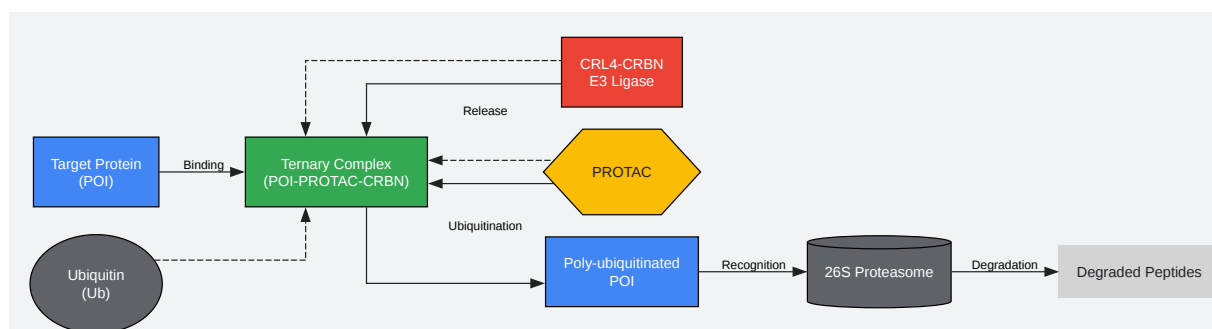 CRL4-CRBN
E3 Ligase
Release
Target Protein
(POI)
Binding
Ternary Complex
(POI-PROTAC-CRBN)
PROTAC
Ubiquitination
Ubiquitin
(Ub)
Poly-ubiquitinated
POI
Recognition
26S Proteasome
Degradation
Degraded Peptides